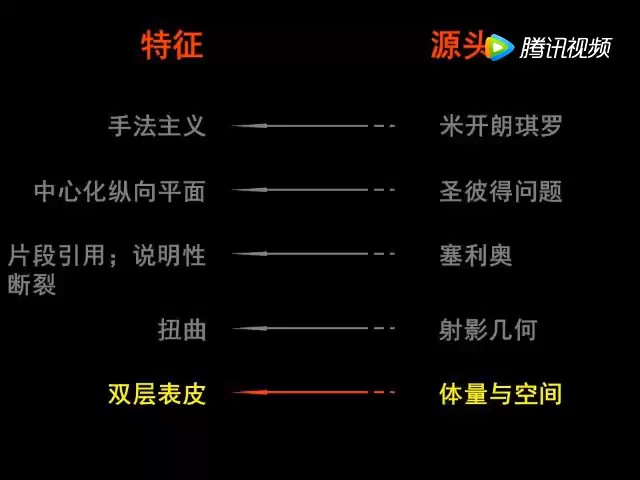 特征 源头
腾讯视频
手法主义 米开朗琪罗
中心化纵向平面 圣彼得问题
片段引用；说明性 塞利奥
断裂
扭曲 射影几何
双层表皮 体量与空间